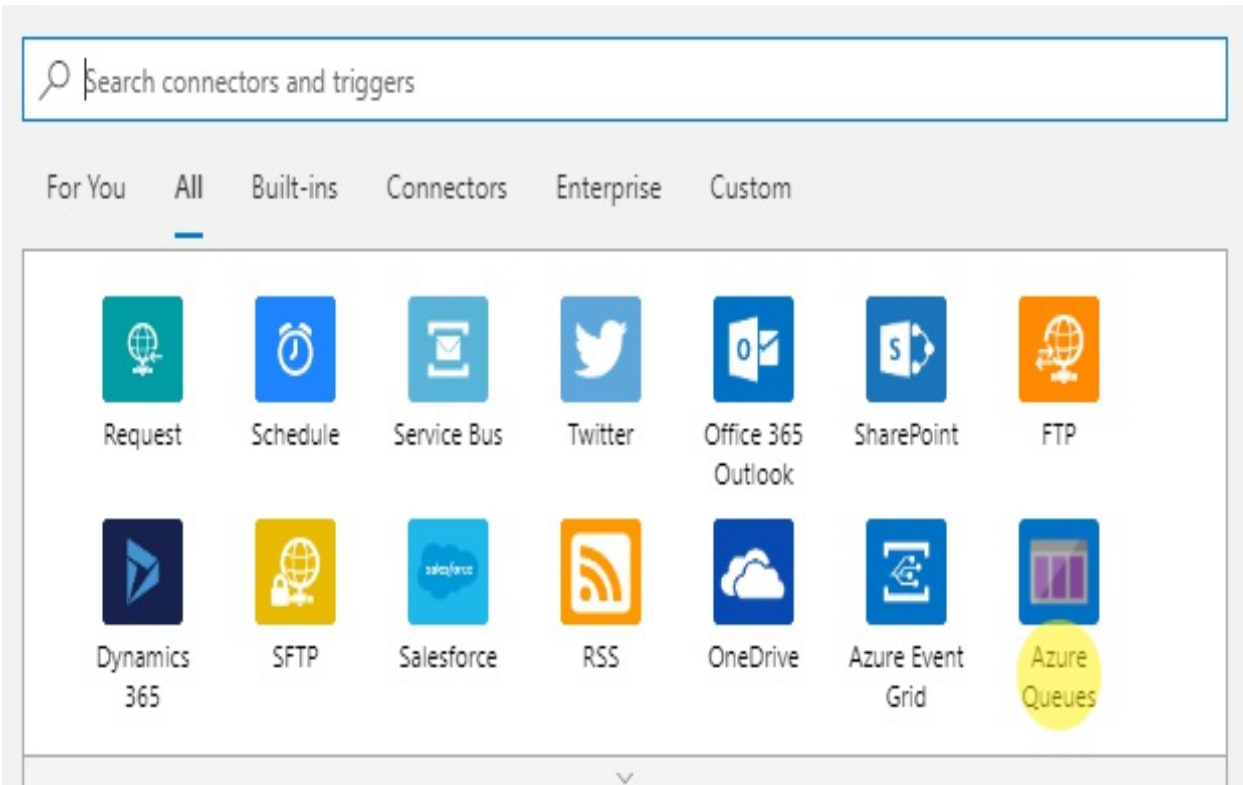 Search connectors and triggers
For You All Built-ins Connectors Enterprise Custom
Request Schedule Service Bus Twitter Office 365 SharePoint FTP
Outlook
Dynamics SFTP Salesforce RSS OneDrive Azure Event Azure
365 Grid Queues